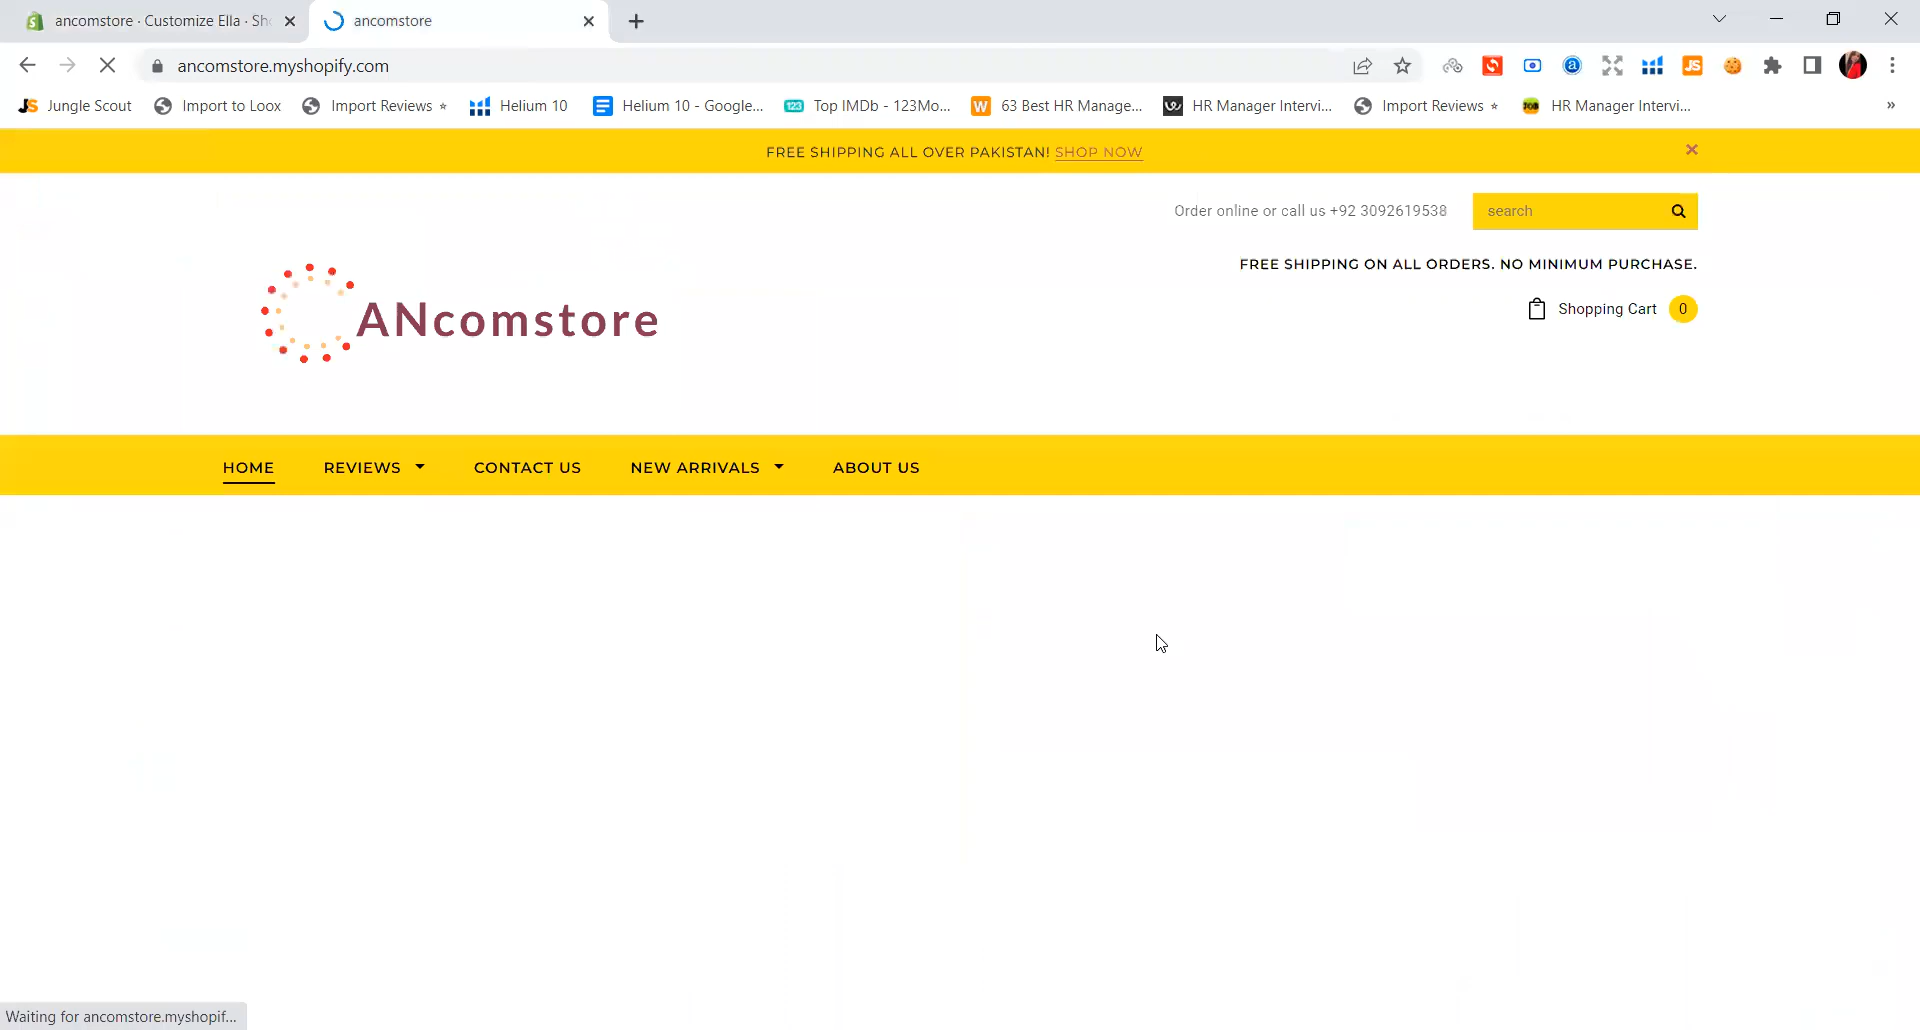 ancomstore · Customize Ella · Sh
ancomstore
ancomstore.myshopify.com
Jungle Scout
Import to Loox
Import Reviews ⭐
Helium 10
Helium 10 - Google...
Top IMDb - 123Mo...
63 Best HR Manage...
HR Manager Intervi...
Import Reviews ⭐
HR Manager Intervi...
»
FREE SHIPPING ALL OVER PAKISTAN! SHOP NOW
Order online or call us +92 3092619538
search
FREE SHIPPING ON ALL ORDERS. NO MINIMUM PURCHASE.
Shopping Cart 0
ANcomstore
HOME
REVIEWS
CONTACT US
NEW ARRIVALS
ABOUT US
Waiting for ancomstore.myshopif...